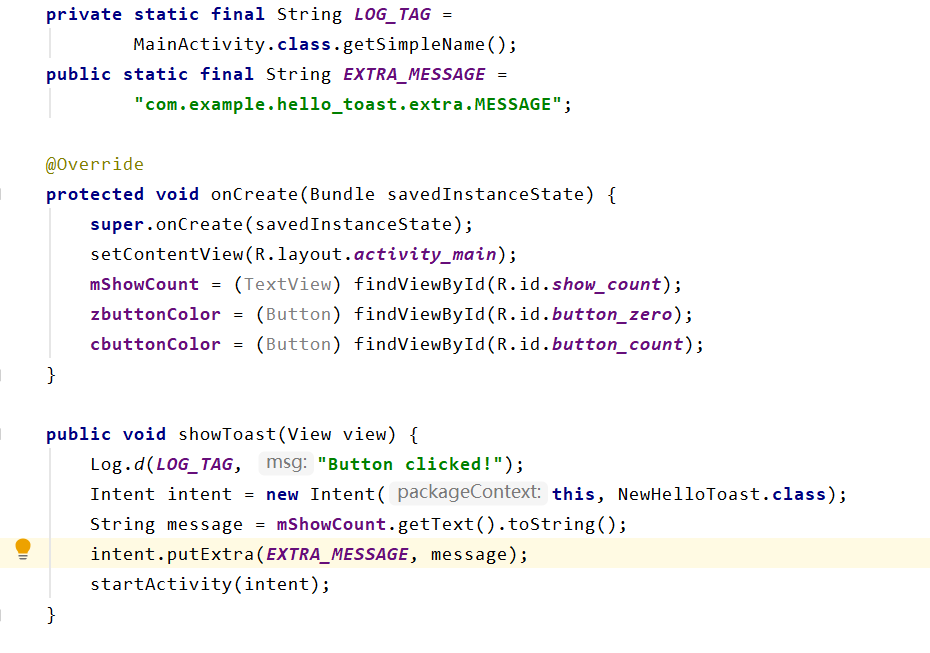 private static final String LOG_TAG =
MainActivity.class.getSimpleName();
public static final String EXTRA_MESSAGE =
"com.example.hello_toast.extra.MESSAGE";
@Override
protected void onCreate(Bundle savedInstanceState) {
super.onCreate(savedInstanceState);
setContentView(R.layout.activity_main);
mShowCount = (TextView) findViewById(R.id.show_count);
zbuttonColor = (Button) findViewById(R.id.button_zero);
cbuttonColor = (Button) findViewById(R.id.button_count);
}
public void showToast(View view) {
Log.d(LOG_TAG, msg: "Button clicked!");
Intent intent = new Intent( packageContext: this, NewHelloToast.class);
String message = mShowCount.getText().toString();
intent.putExtra(EXTRA_MESSAGE, message);
startActivity(intent);
}